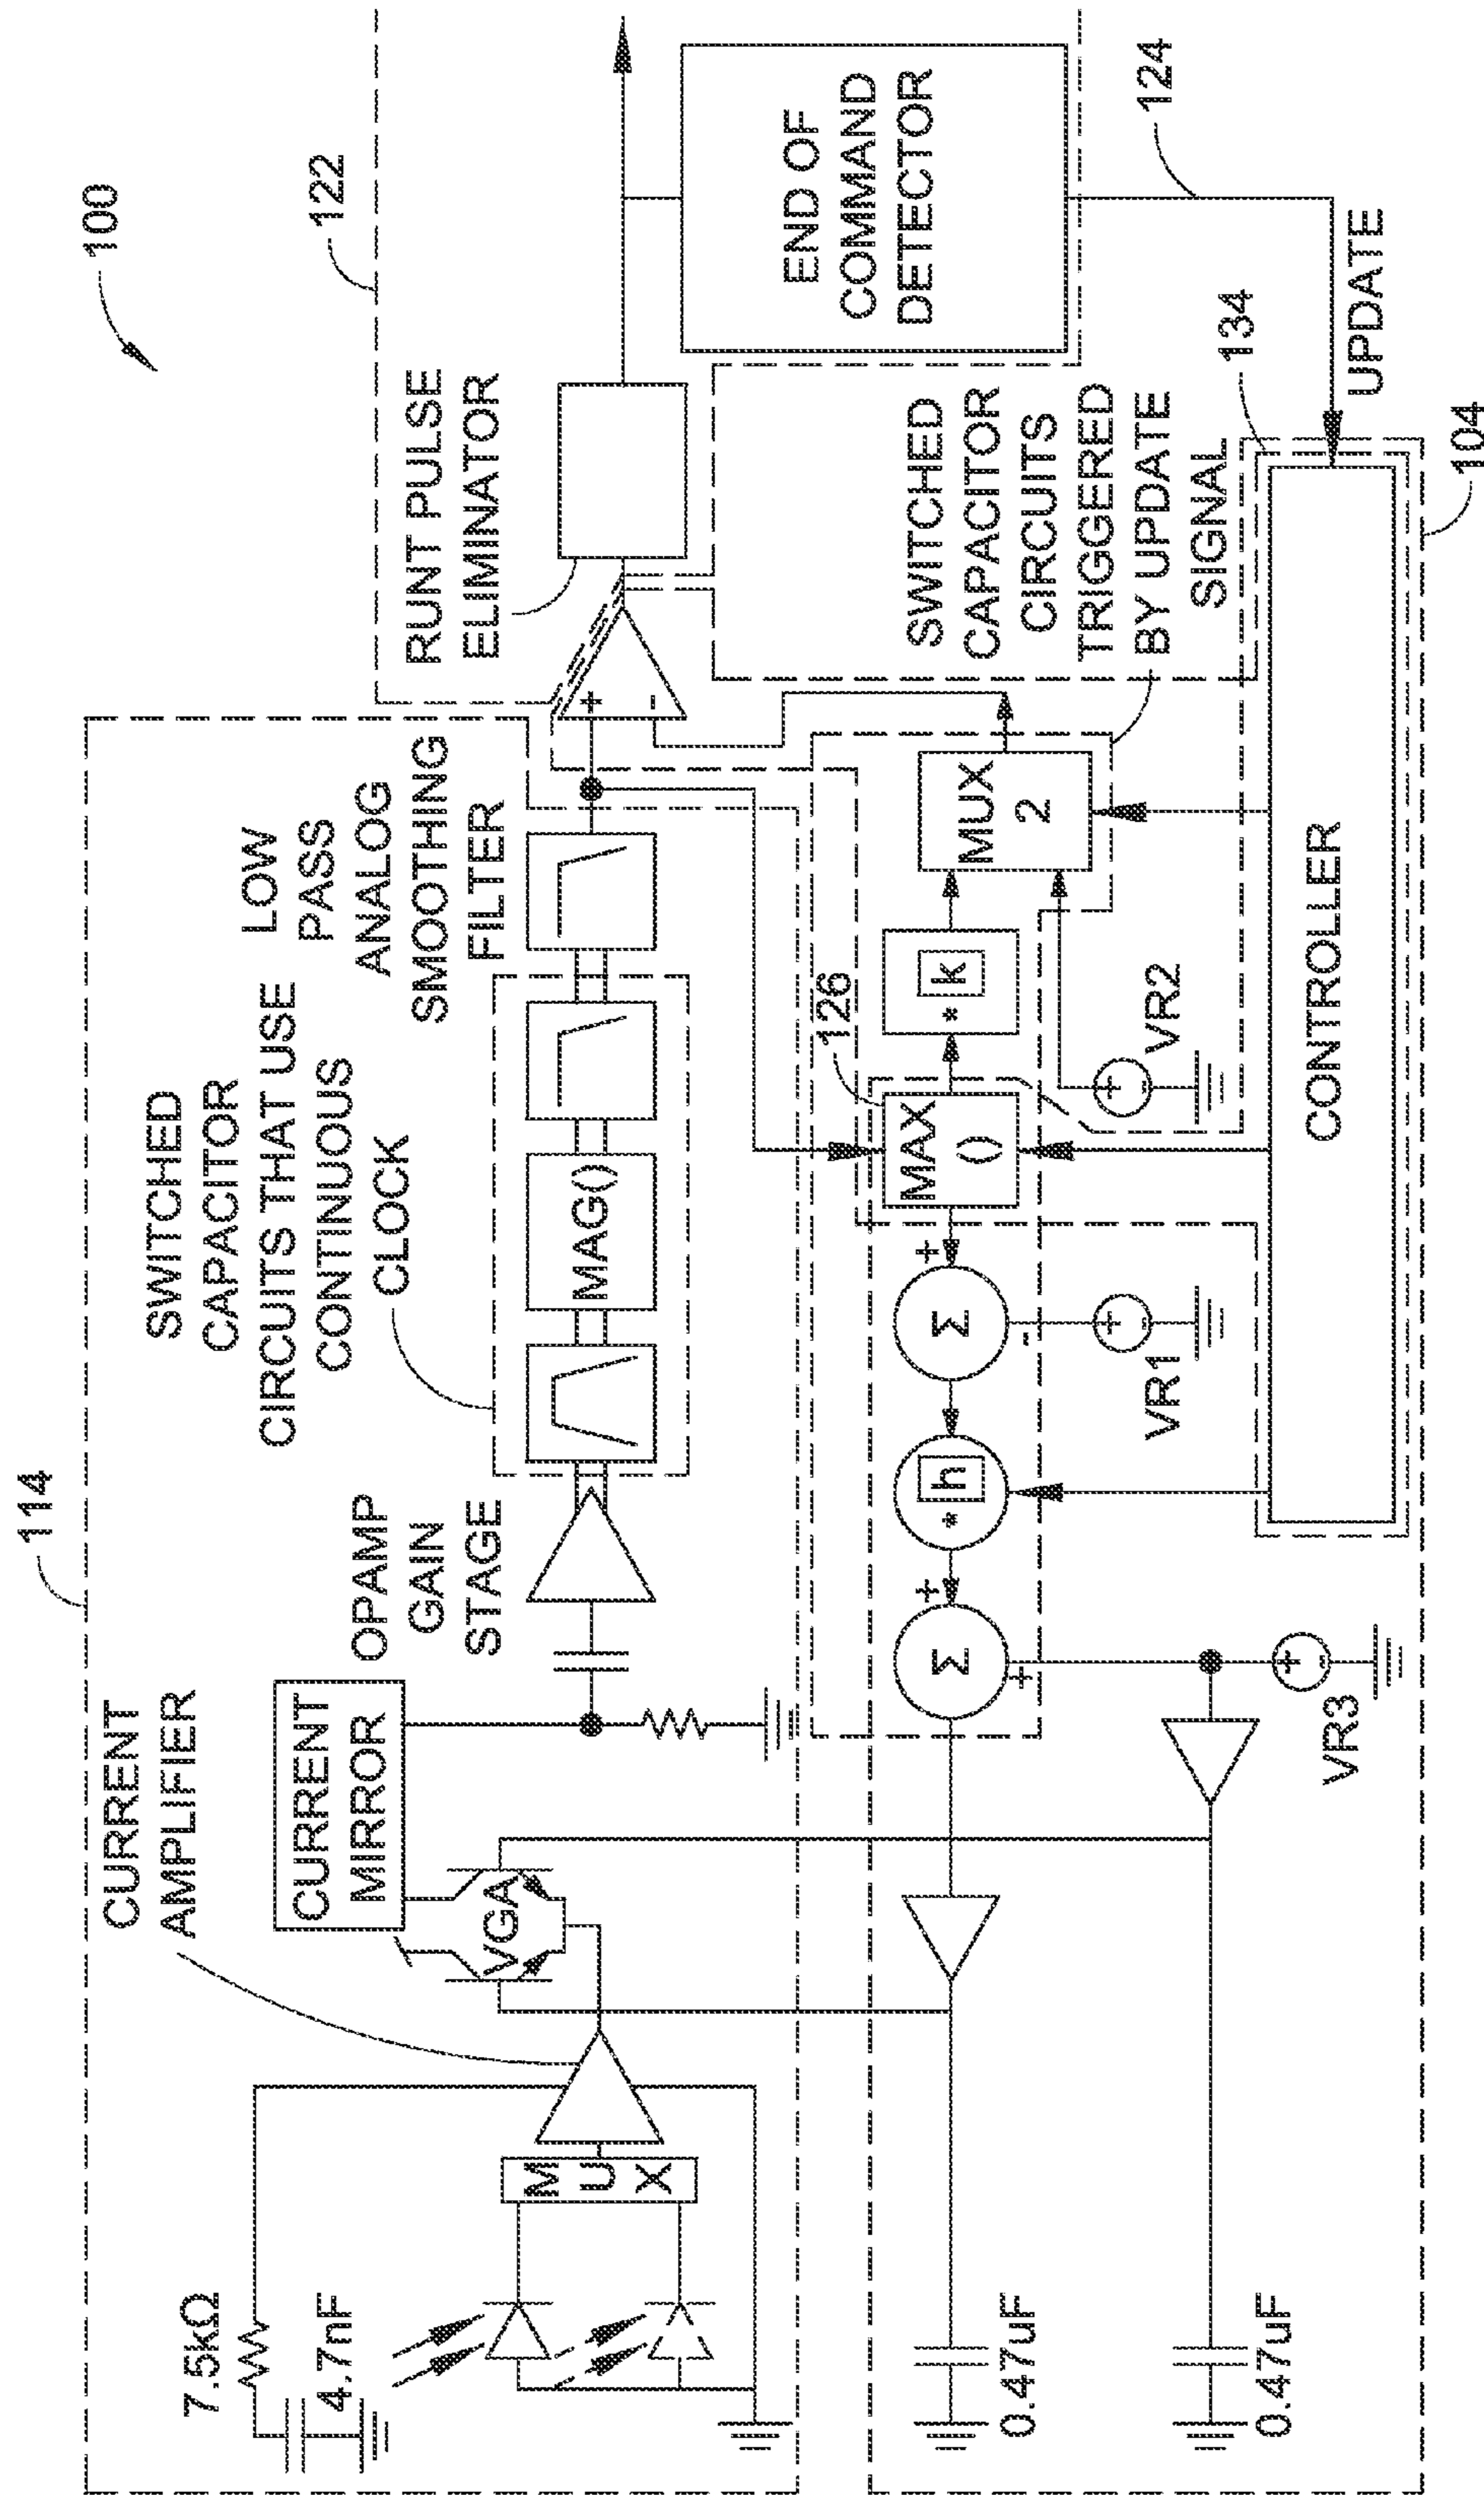 100
114
122
CURRENT
AMPLIFIER
SWITCHED
CAPACITOR
CIRCUITS THAT USE
CONTINUOUS
CLOCK
LOW
PASS
ANALOG
SMOOTHING
FILTER
7.5kΩ
4.7nF
CURRENT
MIRROR
OPAMP
GAIN
STAGE
RUNT PULSE
ELIMINATOR
VGA
M
U
X
MAG()
+
-
END OF
COMMAND
DETECTOR
124
126
MAX
()
* k
MUX
2
SWITCHED
CAPACITOR
CIRCUITS
TRIGGERED
BY UPDATE
SIGNAL
Σ
+
+
* h
Σ
+
-
0.47uF
+
-
VR1
+
-
VR2
134
UPDATE
0.47uF
+
-
VR3
CONTROLLER
104